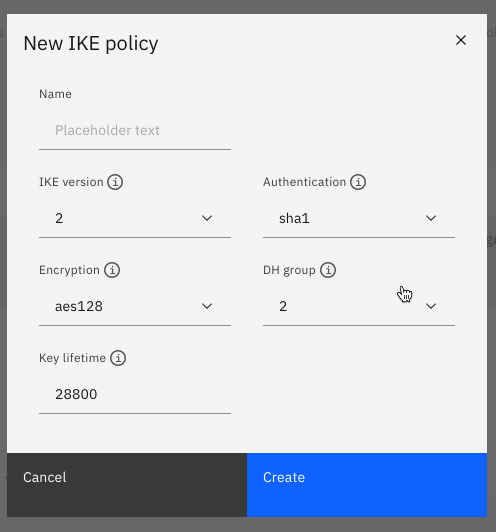 New IKE policy
Name
Placeholder text
IKE version
Authentication
2
sha1
Encryption
DH group
aes128
2
Key lifetime
28800
Cancel
Create